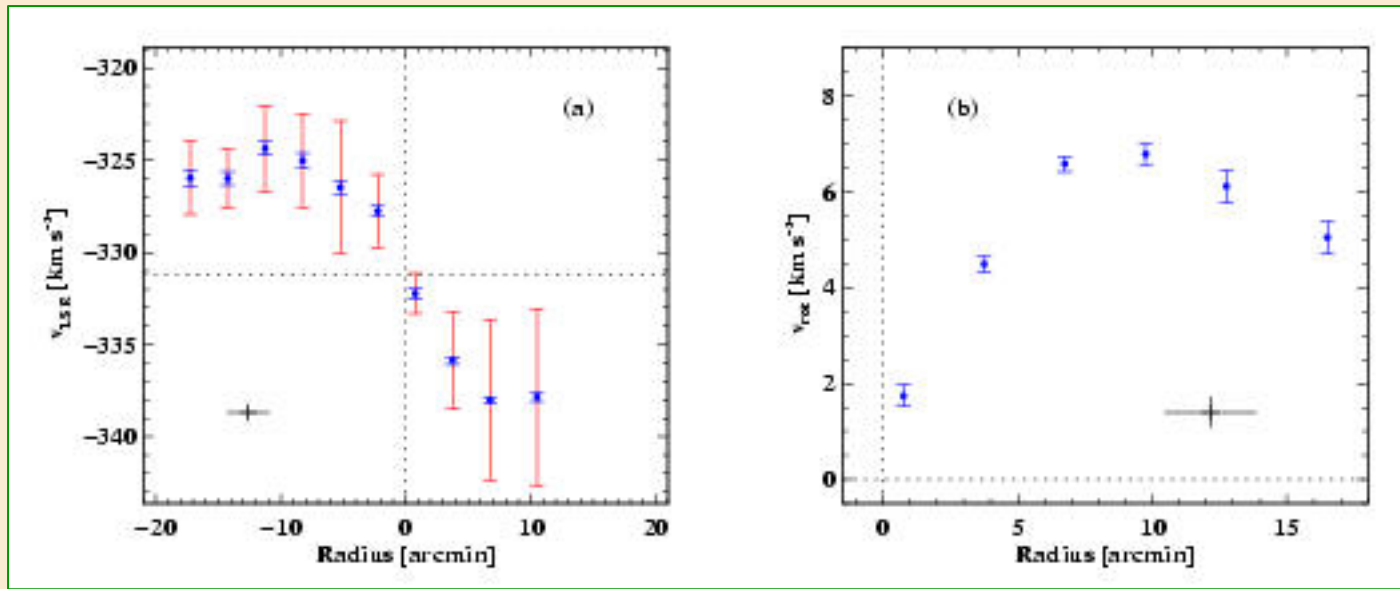 (a)
−320
−325
−330
−335
−340
v_LSR [km s⁻¹]
−20 −10 0 10 20
Radius [arcmin]
(b)
8
6
4
2
0
v_rot [km s⁻¹]
0 5 10 15
Radius [arcmin]